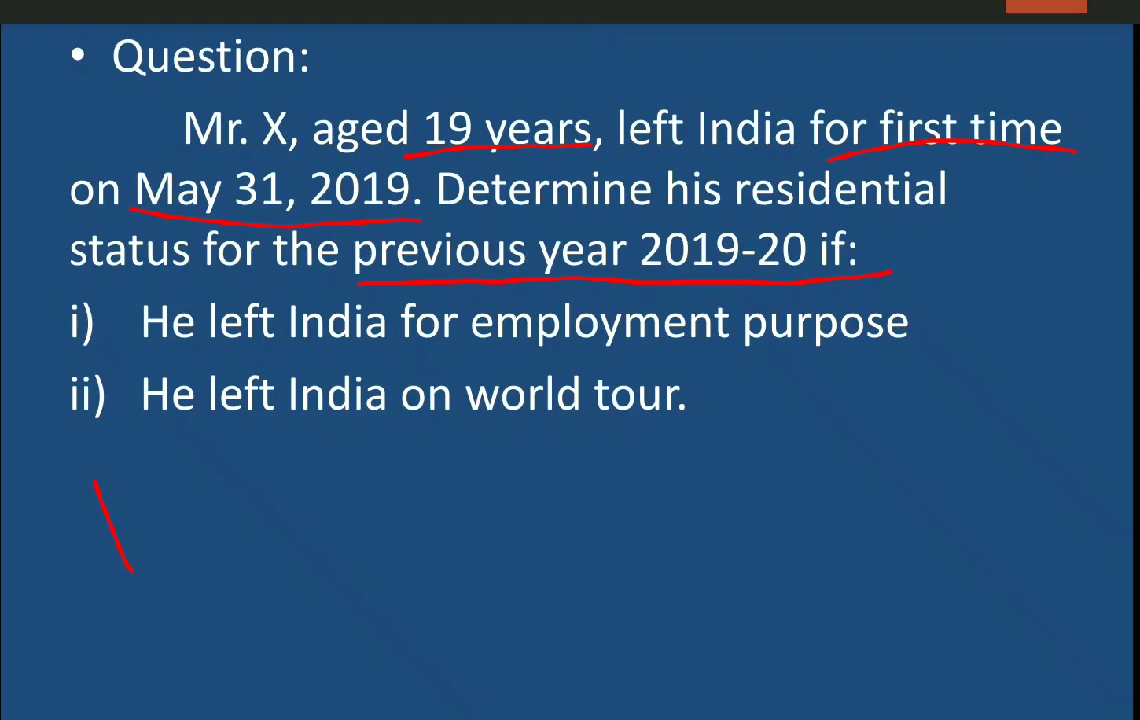 • Question:
Mr. X, aged 19 years, left India for first time
on May 31, 2019. Determine his residential
status for the previous year 2019-20 if:
i) He left India for employment purpose
ii) He left India on world tour.